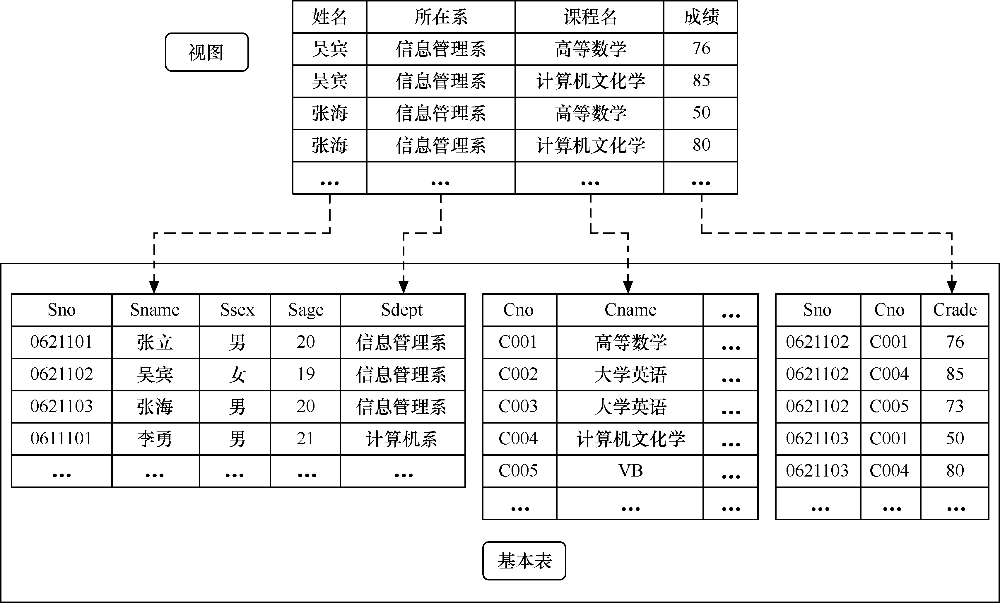 姓名 所在系 课程名 成绩
视图
吴宾 信息管理系 高等数学 76
吴宾 信息管理系 计算机文化学 85
张海 信息管理系 高等数学 50
张海 信息管理系 计算机文化学 80
… … … …
Sno Sname Ssex Sage Sdept Cno Cname … Sno Cno Crade
0621101 张立 男 20 信息管理系 C001 高等数学 … 0621102 C001 76
0621102 吴宾 女 19 信息管理系 C002 大学英语 … 0621102 C004 85
0621103 张海 男 20 信息管理系 C003 大学英语 … 0621102 C005 73
0611101 李勇 男 21 计算机系 C004 计算机文化学 … 0621103 C001 50
… … … … … C005 VB … 0621103 C004 80
… … … … … …
基本表